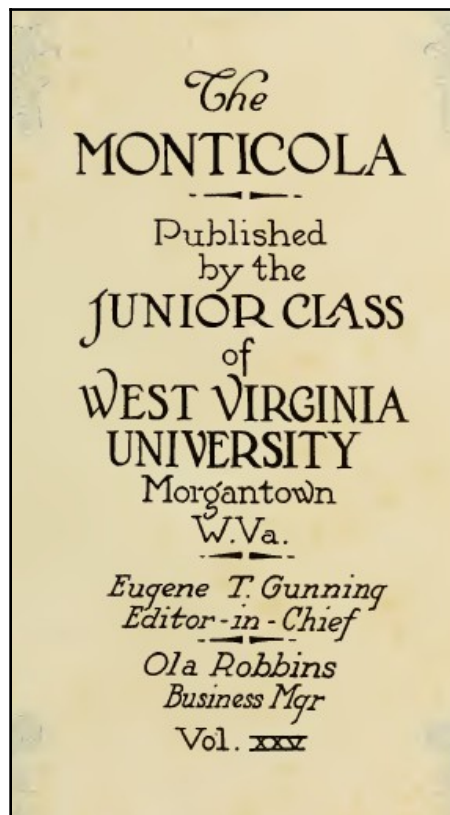 The
MONTICOLA
Published
by the
JUNIOR CLASS
of
WEST VIRGINIA
UNIVERSITY
Morgantown
W.Va.
Eugene T. Gunning
Editor-in-Chief
Ola Robbins
Business Mgr
Vol. XXV